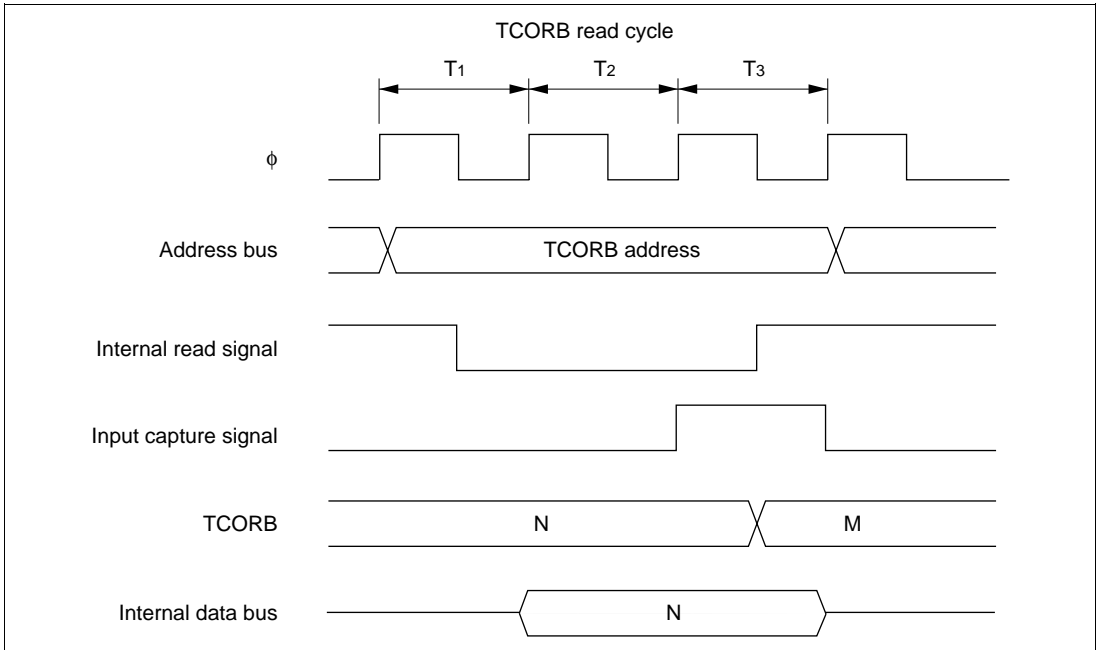 TCORB read cycle
T1 T2 T3
ϕ
Address bus TCORB address
Internal read signal
Input capture signal
TCORB N M
Internal data bus N